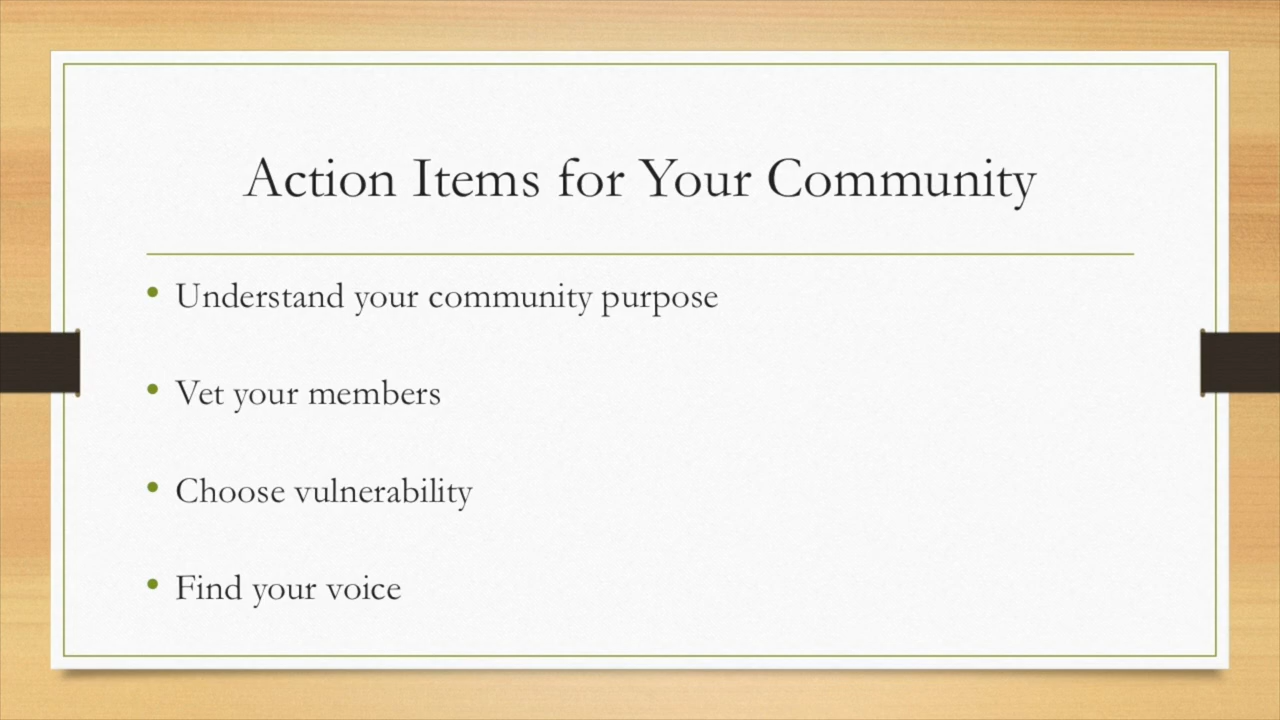 Action Items for Your Community
• Understand your community purpose
• Vet your members
• Choose vulnerability
• Find your voice